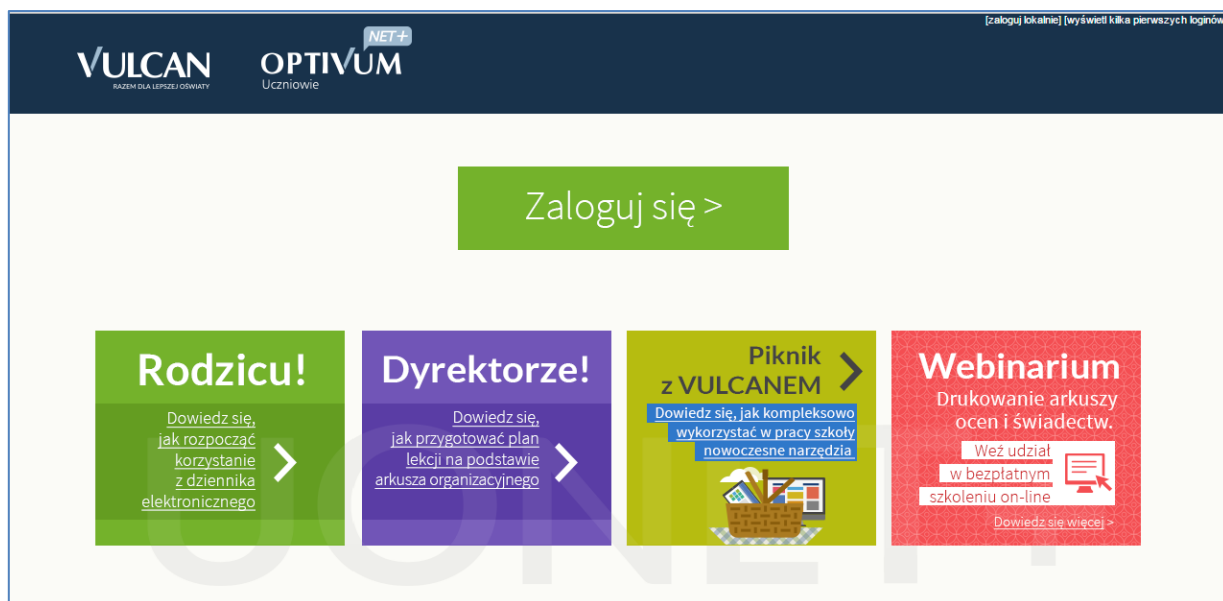 [zaloguj lokalnie] [wyświetl kilka pierwszych loginów
VULCAN
RAZEM DLA LEPSZEJ OŚWIATY
NET+
OPTIVUM
Uczniowie
Zaloguj się >
Rodzicu!
Dowiedz się,
jak rozpocząć
korzystanie
z dziennika
elektronicznego
Dyrektorze!
Dowiedz się,
jak przygotować plan
lekcji na podstawie
arkusza organizacyjnego
Piknik
z VULCANEM
Dowiedz się, jak kompleksowo
wykorzystać w pracy szkoły
nowoczesne narzędzia
Webinarium
Drukowanie arkuszy
ocen i świadectw.
Weź udział
w bezpłatnym
szkoleniu on-line
Dowiedz się więcej >
UONET+